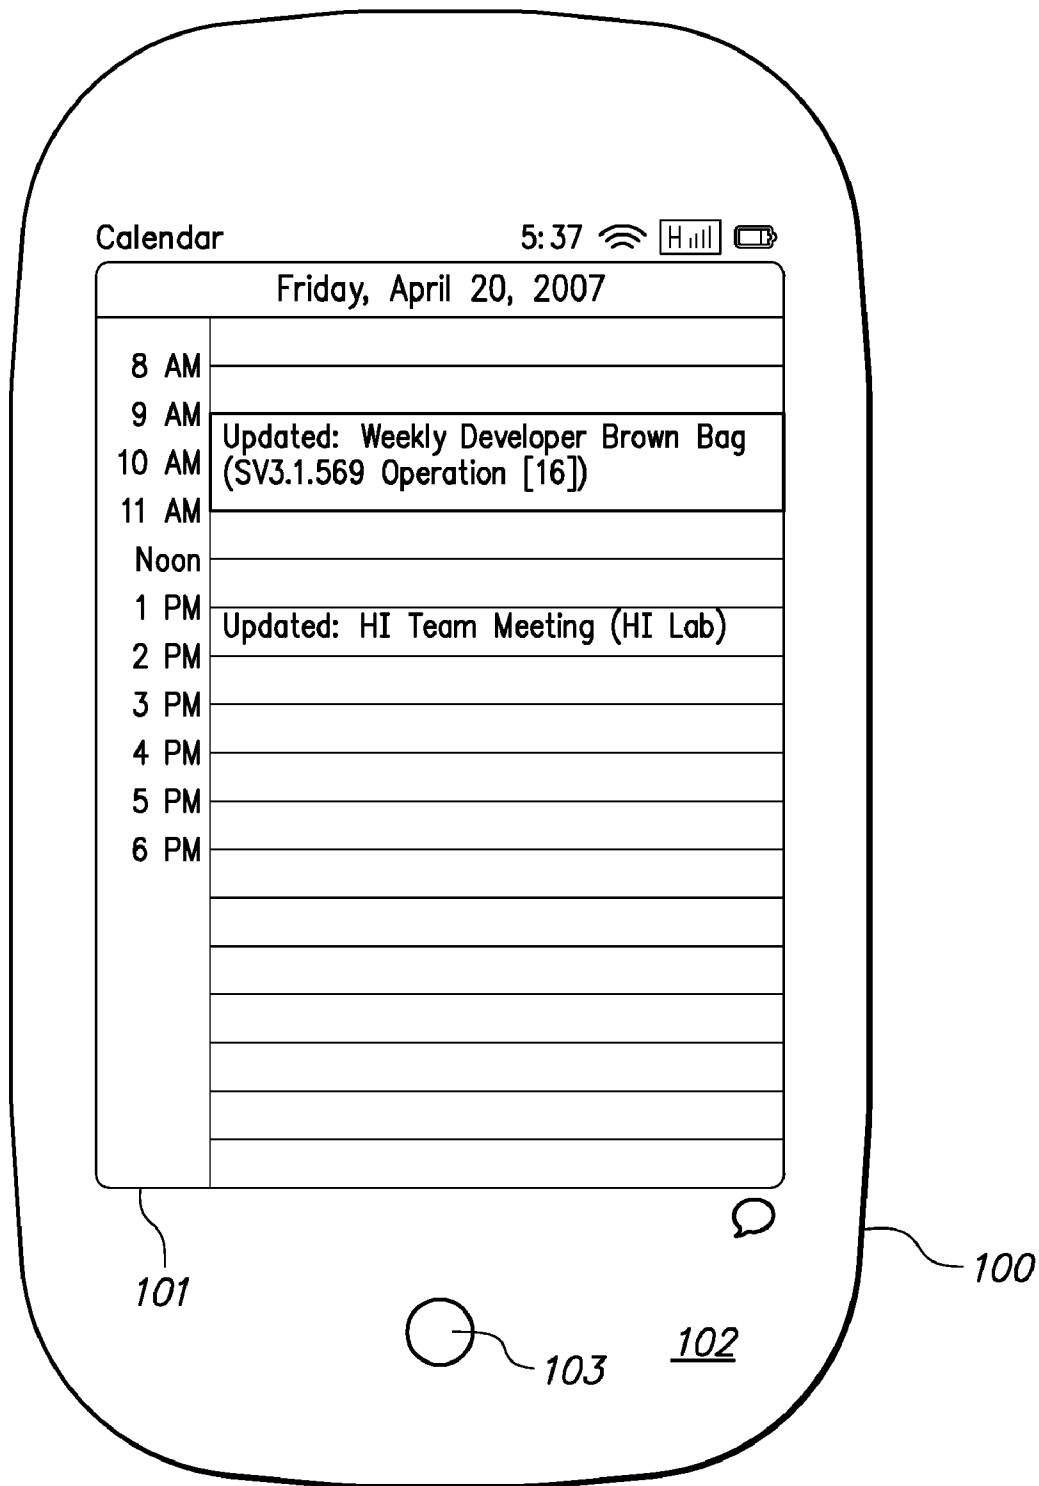 Calendar 5:37 H
Friday, April 20, 2007
8 AM
9 AM
Updated: Weekly Developer Brown Bag
10 AM (SV3.1.569 Operation [16])
11 AM
Noon
1 PM
Updated: HI Team Meeting (HI Lab)
2 PM
3 PM
4 PM
5 PM
6 PM
100
101
102
103